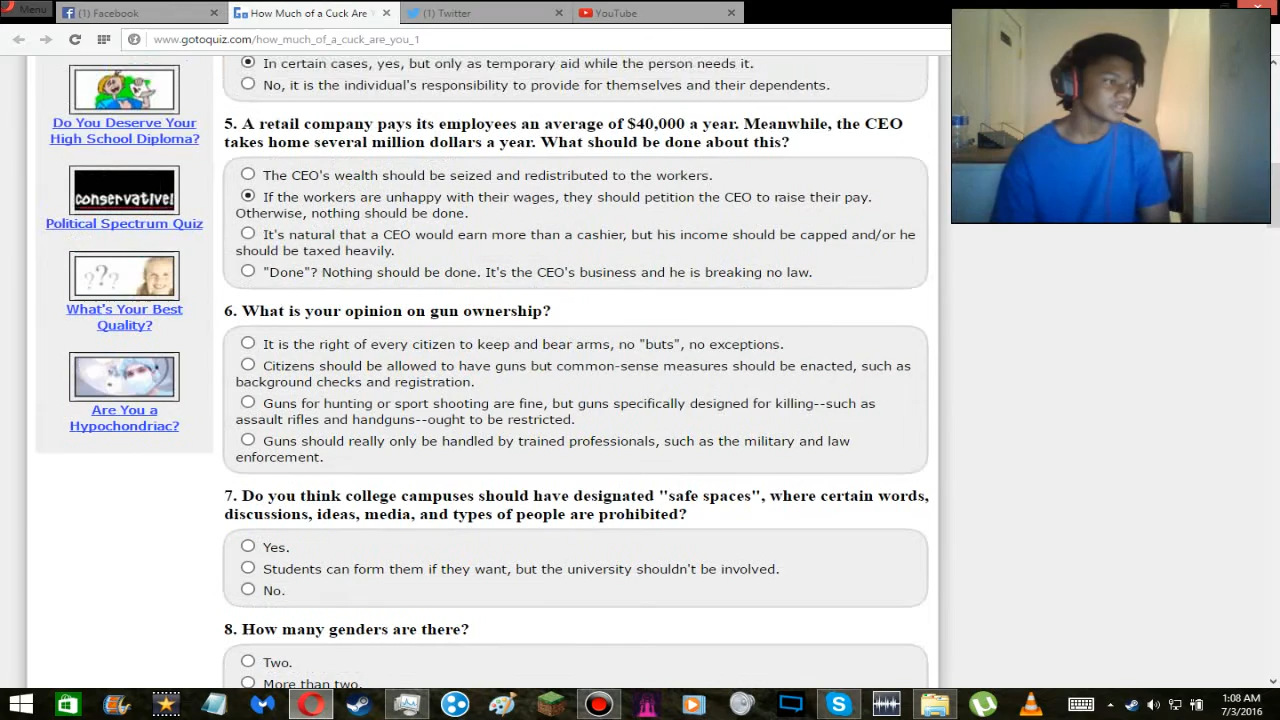 Menu
(1) Facebook
How Much of a Cuck Are
(1) Twitter
YouTube
www.gotoquiz.com/how_much_of_a_cuck_are_you_1
In certain cases, yes, but only as temporary aid while the person needs it.
No, it is the individual's responsibility to provide for themselves and their dependents.
Do You Deserve Your
High School Diploma?
conservative!
Political Spectrum Quiz
???
What's Your Best
Quality?
Are You a
Hypochondriac?
5. A retail company pays its employees an average of $40,000 a year. Meanwhile, the CEO
takes home several million dollars a year. What should be done about this?
The CEO's wealth should be seized and redistributed to the workers.
If the workers are unhappy with their wages, they should petition the CEO to raise their pay.
Otherwise, nothing should be done.
It's natural that a CEO would earn more than a cashier, but his income should be capped and/or he
should be taxed heavily.
"Done"? Nothing should be done. It's the CEO's business and he is breaking no law.
6. What is your opinion on gun ownership?
It is the right of every citizen to keep and bear arms, no "buts", no exceptions.
Citizens should be allowed to have guns but common-sense measures should be enacted, such as
background checks and registration.
Guns for hunting or sport shooting are fine, but guns specifically designed for killing--such as
assault rifles and handguns--ought to be restricted.
Guns should really only be handled by trained professionals, such as the military and law
enforcement.
7. Do you think college campuses should have designated "safe spaces", where certain words,
discussions, ideas, media, and types of people are prohibited?
Yes.
Students can form them if they want, but the university shouldn't be involved.
No.
8. How many genders are there?
Two.
More than two.
1:08 AM
7/3/2016